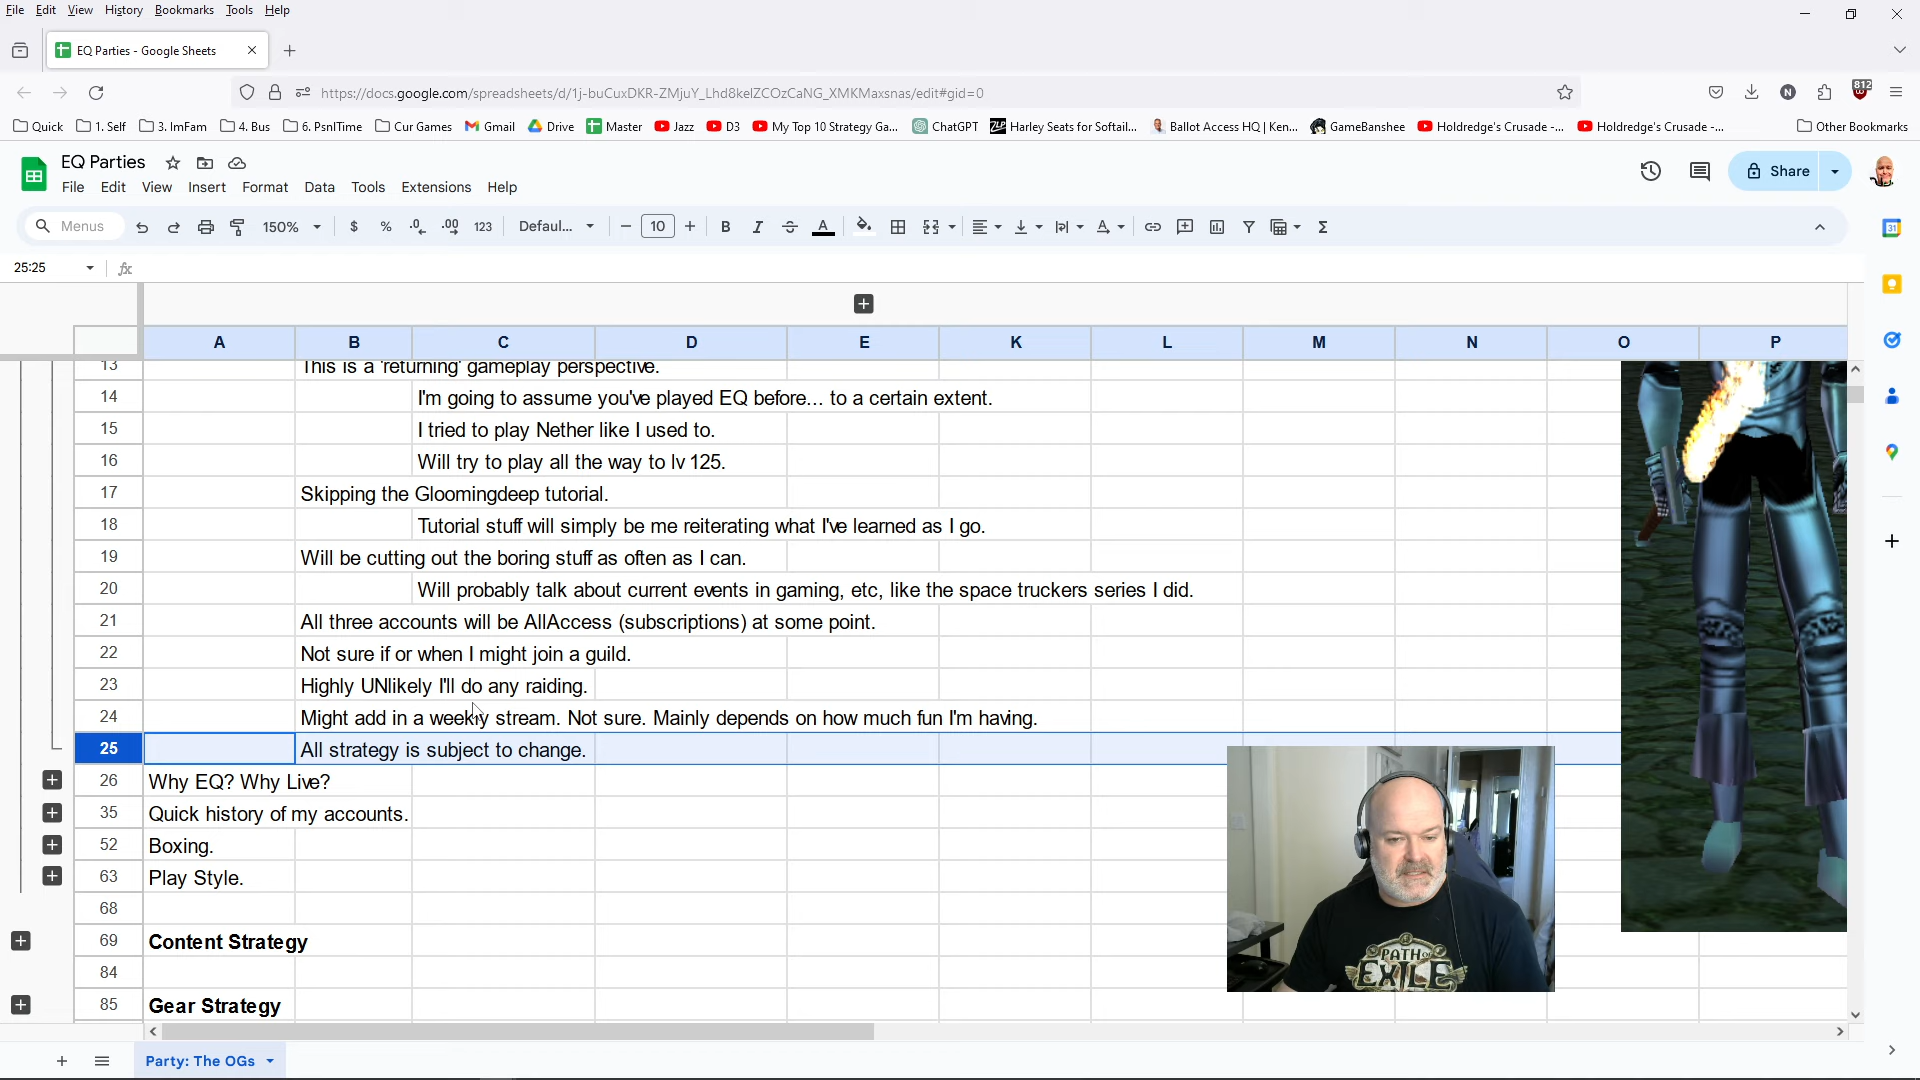 File Edit View History Bookmarks Tools Help
EQ Parties - Google Sheets
https://docs.google.com/spreadsheets/d/1j-buCuxDKR-ZMjuY_Lhd8kelZCOzCaNG_XMKMaxsnas/edit#gid=0
812
Quick 1. Self 3. ImFam 4. Bus 6. PsnlTime Cur Games Gmail Drive Master Jazz D3 My Top 10 Strategy Ga... ChatGPT Harley Seats for Softail... Ballot Access HQ | Ken... GameBanshee Holdredge's Crusade -... Holdredge's Crusade -... Other Bookmarks
EQ Parties
File Edit View Insert Format Data Tools Extensions Help
Share
Menus 150% $ % .0 .00 123 Defaul... 10 B I A
31
25:25 fx
A B C D E K L M N O P
13 This is a 'returning' gameplay perspective.
14 I'm going to assume you've played EQ before... to a certain extent.
15 I tried to play Nether like I used to.
16 Will try to play all the way to lv 125.
17 Skipping the Gloomingdeep tutorial.
18 Tutorial stuff will simply be me reiterating what I've learned as I go.
19 Will be cutting out the boring stuff as often as I can.
20 Will probably talk about current events in gaming, etc, like the space truckers series I did.
21 All three accounts will be AllAccess (subscriptions) at some point.
22 Not sure if or when I might join a guild.
23 Highly UNlikely I'll do any raiding.
24 Might add in a weekly stream. Not sure. Mainly depends on how much fun I'm having.
25 All strategy is subject to change.
26 Why EQ? Why Live?
35 Quick history of my accounts.
52 Boxing.
63 Play Style.
68
69 Content Strategy
84
85 Gear Strategy
PATH OF
EXILE
Party: The OGs